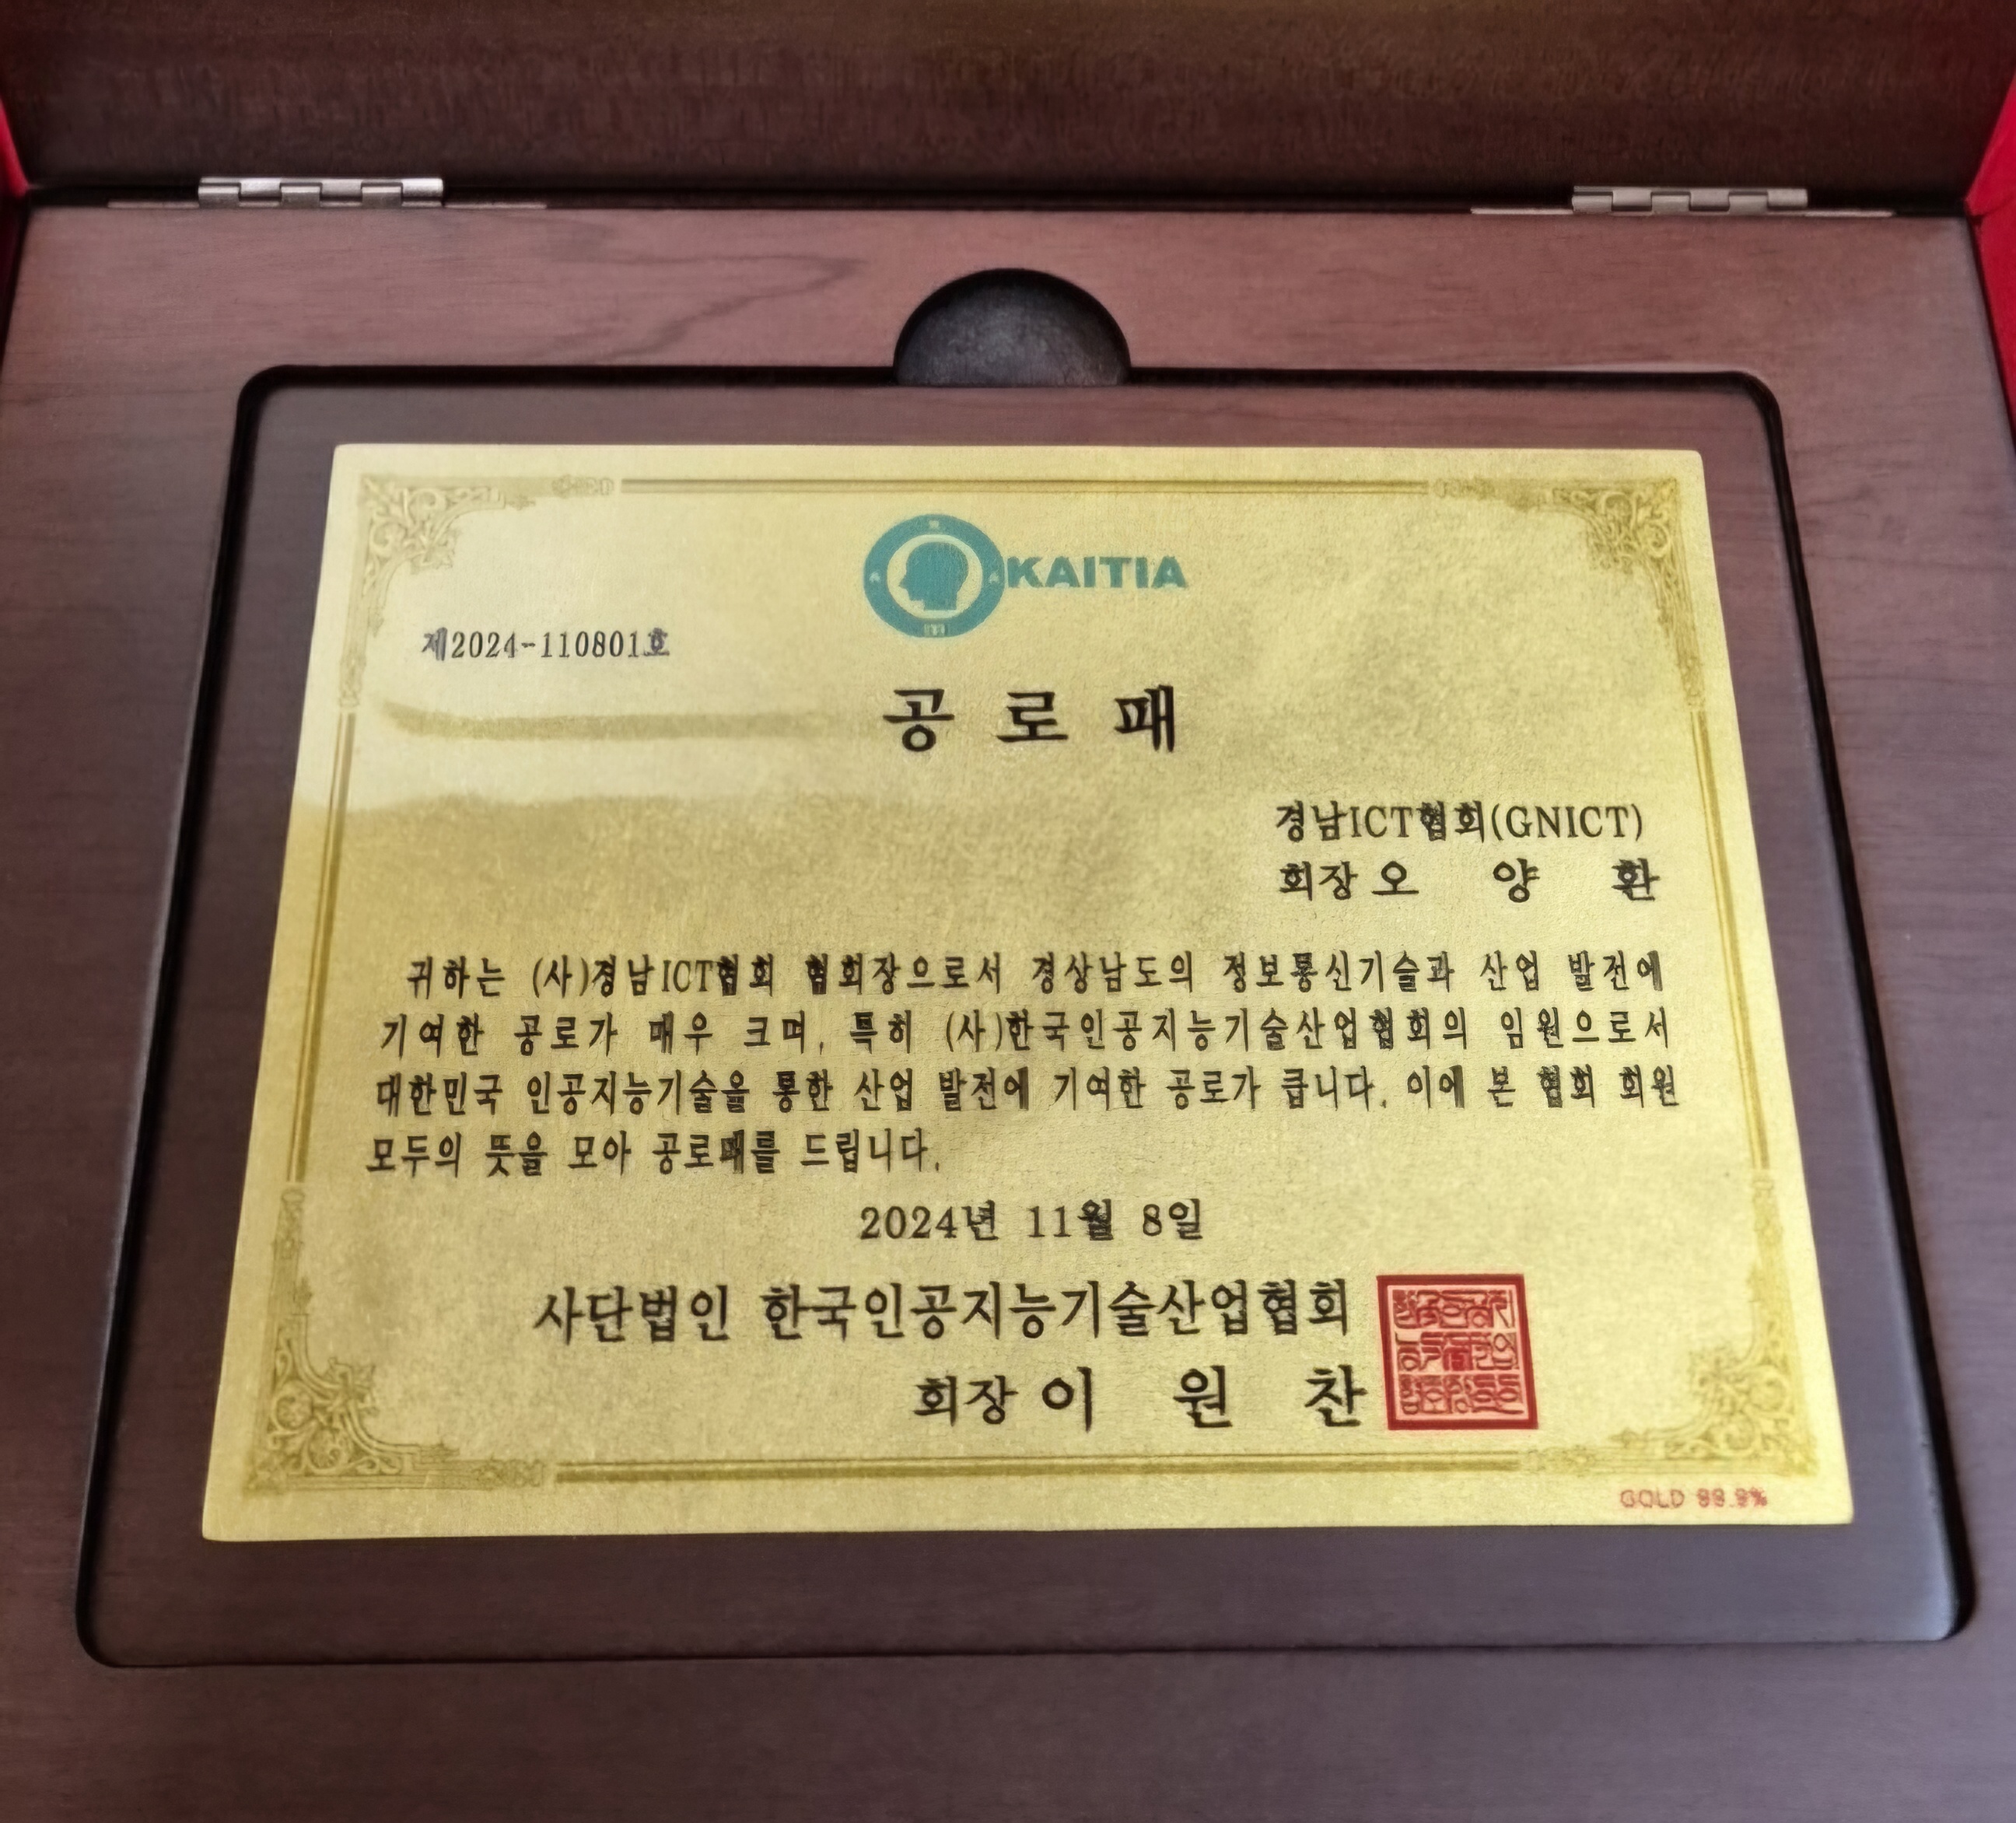 KAITIA
제2024-110801호
공 로 패
경남ICT협회(GNICT)
회장 오 양 환
귀하는 (사)경남ICT협회 협회장으로서 경상남도의 정보통신기술과 산업 발전에
기여한 공로가 매우 크며, 특히 (사)한국인공지능기술산업협회의 임원으로서
대한민국 인공지능기술을 통한 산업 발전에 기여한 공로가 큽니다. 이에 본 협회 회원
모두의 뜻을 모아 공로패를 드립니다.
2024년 11월 8일
사단법인 한국인공지능기술산업협회
회장 이 원 찬
GOLD 99.9%